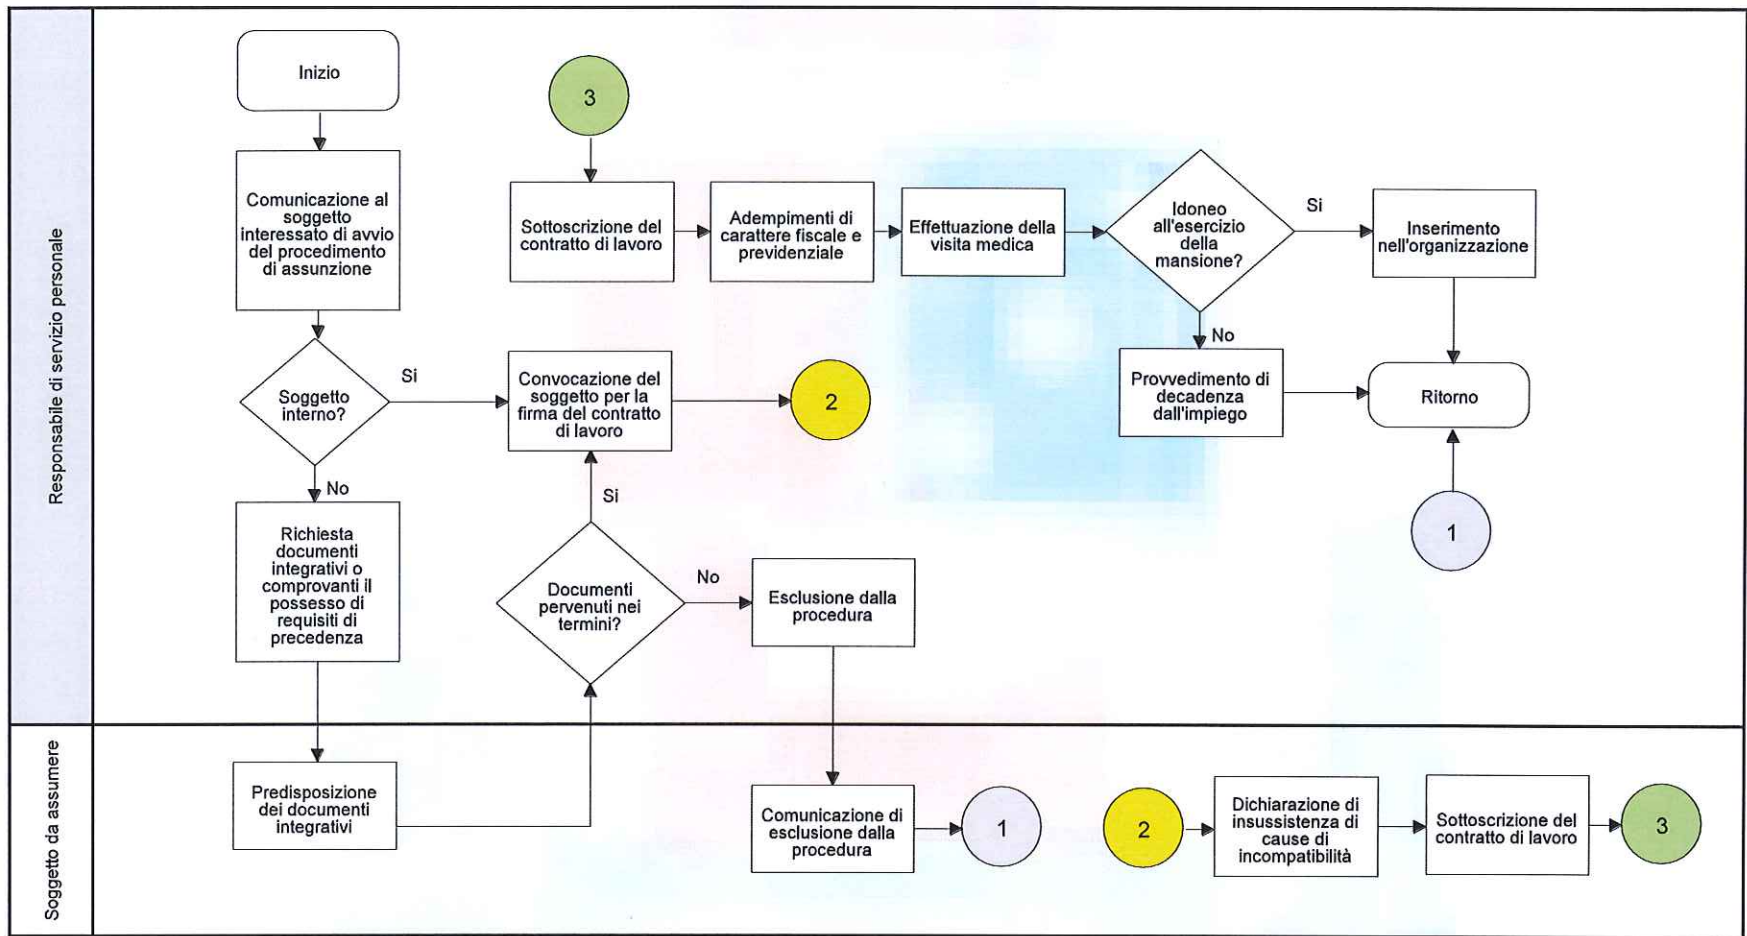 Responsabile di servizio personale
Inizio
Comunicazione al
soggetto
interessato di avvio
del procedimento
di assunzione
Soggetto
interno?
Si
No
Richiesta
documenti
integrativi o
comprovanti il
possesso di
requisiti di
precedenza
3
Sottoscrizione del
contratto di lavoro
Adempimenti di
carattere fiscale e
previdenziale
Effettuazione della
visita medica
Idoneo
all'esercizio
della
mansione?
Si
No
Inserimento
nell'organizzazione
Provvedimento di
decadenza
dall'impiego
Ritorno
1
Convocazione del
soggetto per la
firma del contratto
di lavoro
2
Si
Documenti
pervenuti nei
termini?
No
Esclusione dalla
procedura
Soggetto da assumere
Predisposizione
dei documenti
integrativi
Comunicazione di
esclusione dalla
procedura
1
2
Dichiarazione di
insussistenza di
cause di
incompatibilità
Sottoscrizione del
contratto di lavoro
3